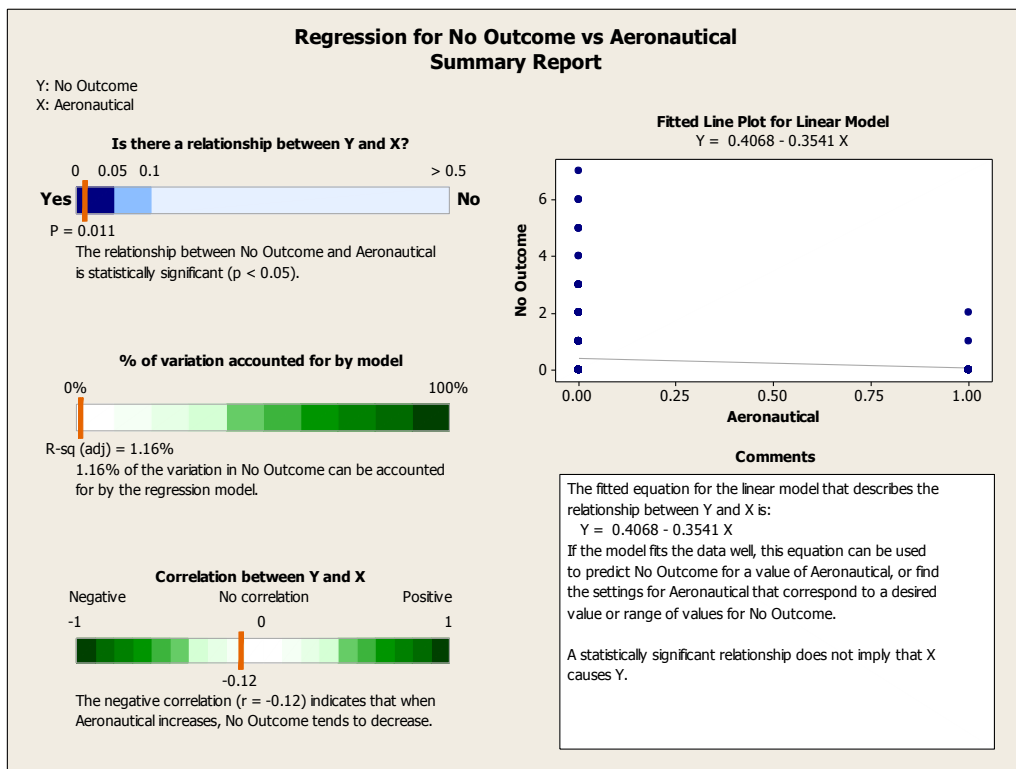 Regression for No Outcome vs Aeronautical
Summary Report
Y: No Outcome
X: Aeronautical
Is there a relationship between Y and X?
0 0.05 0.1 > 0.5
Yes No
P = 0.011
The relationship between No Outcome and Aeronautical
is statistically significant (p < 0.05).
% of variation accounted for by model
0% 100%
R-sq (adj) = 1.16%
1.16% of the variation in No Outcome can be accounted
for by the regression model.
Correlation between Y and X
Negative No correlation Positive
-1 0 1
-0.12
The negative correlation (r = -0.12) indicates that when
Aeronautical increases, No Outcome tends to decrease.
Fitted Line Plot for Linear Model
Y = 0.4068 - 0.3541 X
6
4
2
0
No Outcome
0.00 0.25 0.50 0.75 1.00
Aeronautical
Comments
The fitted equation for the linear model that describes the
relationship between Y and X is:
Y = 0.4068 - 0.3541 X
If the model fits the data well, this equation can be used
to predict No Outcome for a value of Aeronautical, or find
the settings for Aeronautical that correspond to a desired
value or range of values for No Outcome.
A statistically significant relationship does not imply that X
causes Y.